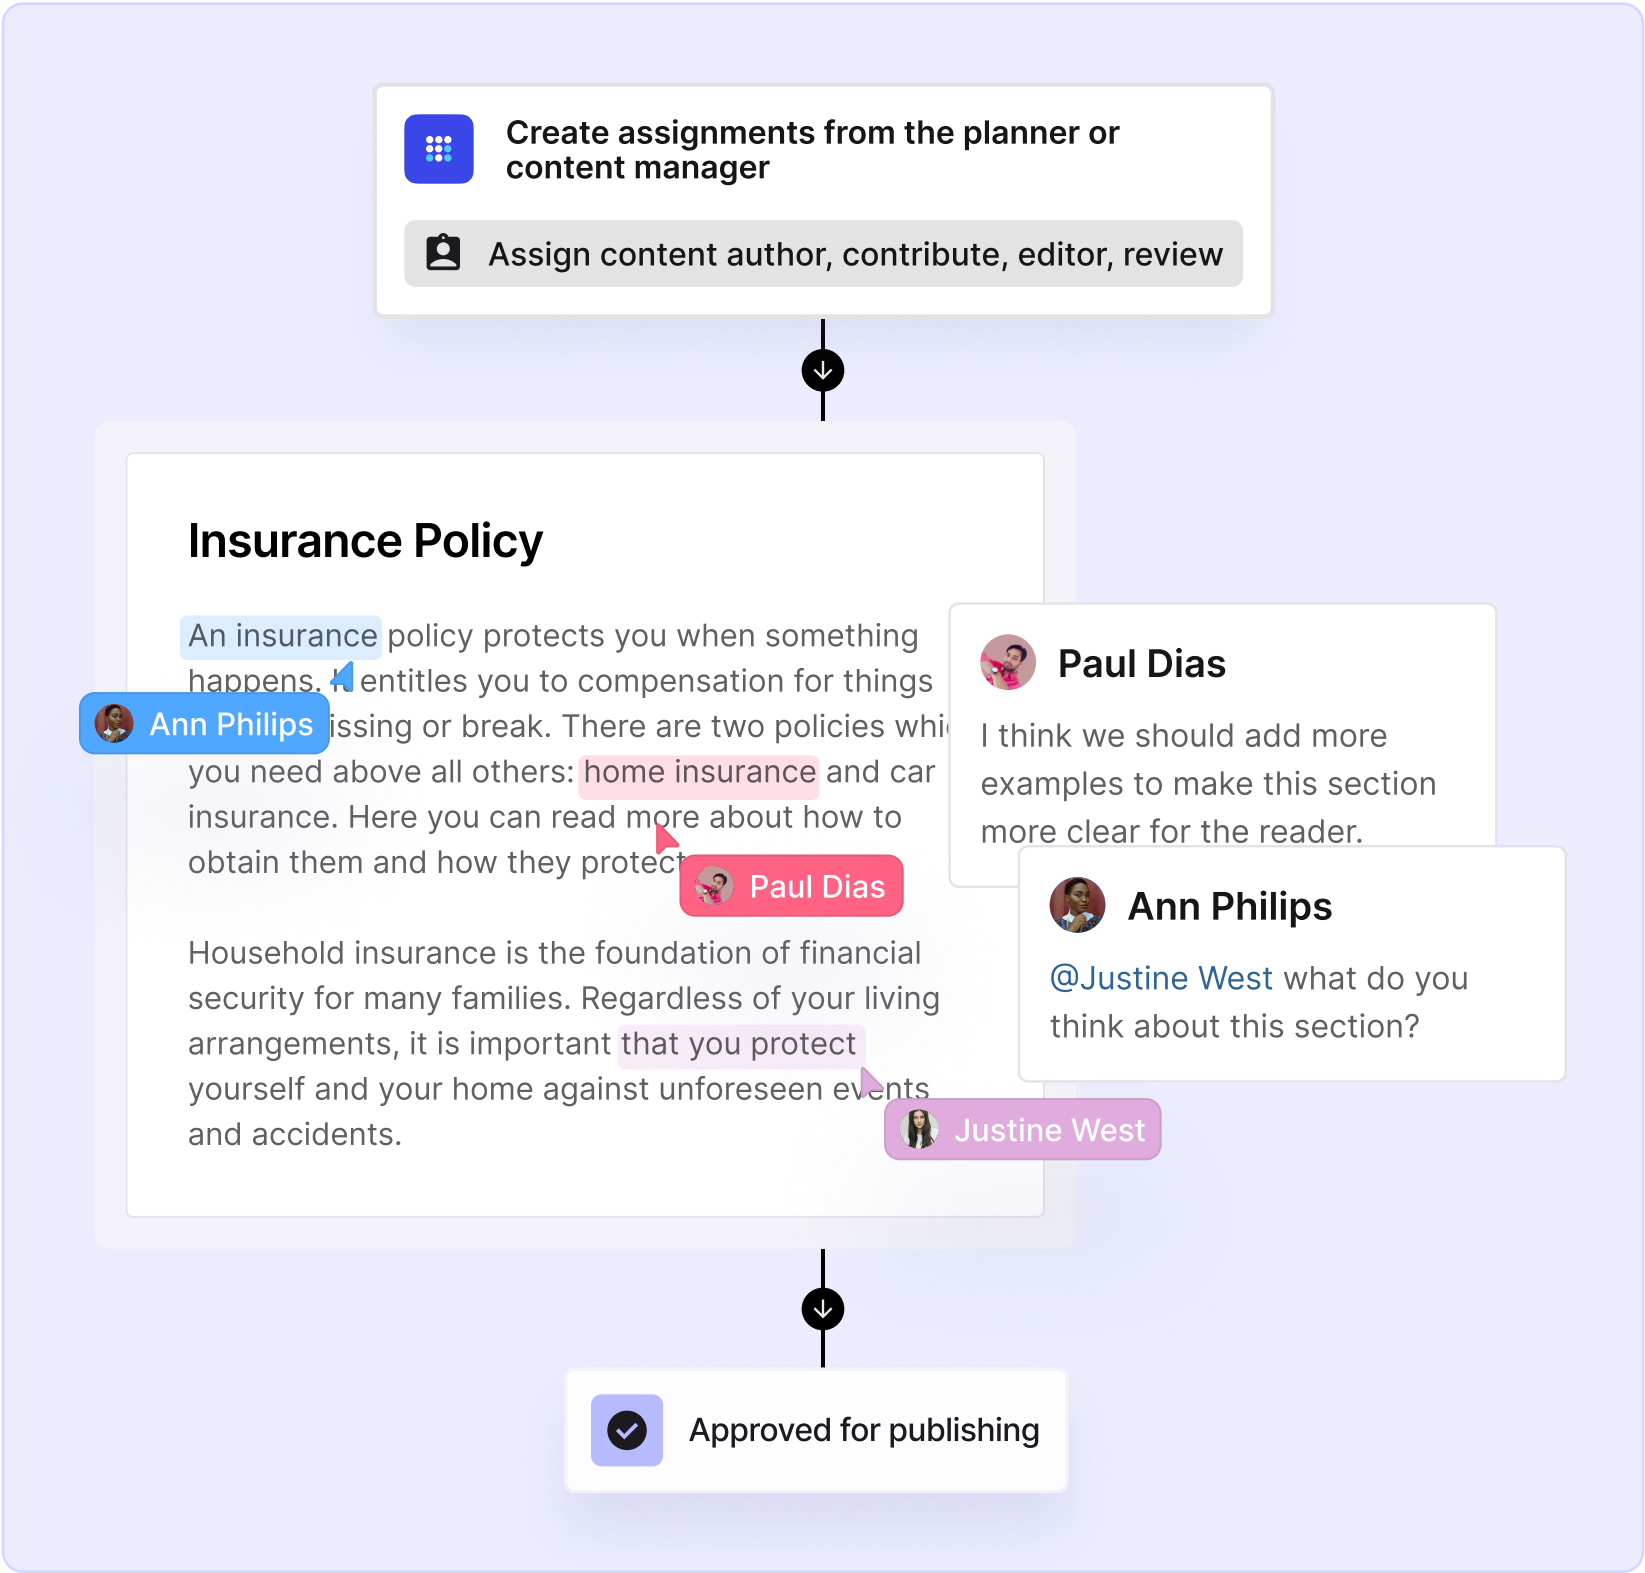 Create assignments from the planner or
content manager
Assign content author, contribute, editor, review
Insurance Policy
An insurance policy protects you when something
happens. It entitles you to compensation for things
issing or break. There are two policies whi
you need above all others: home insurance and car
insurance. Here you can read more about how to
obtain them and how they protect
Household insurance is the foundation of financial
security for many families. Regardless of your living
arrangements, it is important that you protect
yourself and your home against unforeseen events
and accidents.
Ann Philips
Paul Dias
Justine West
Paul Dias
I think we should add more
examples to make this section
more clear for the reader.
Ann Philips
@Justine West what do you
think about this section?
Approved for publishing